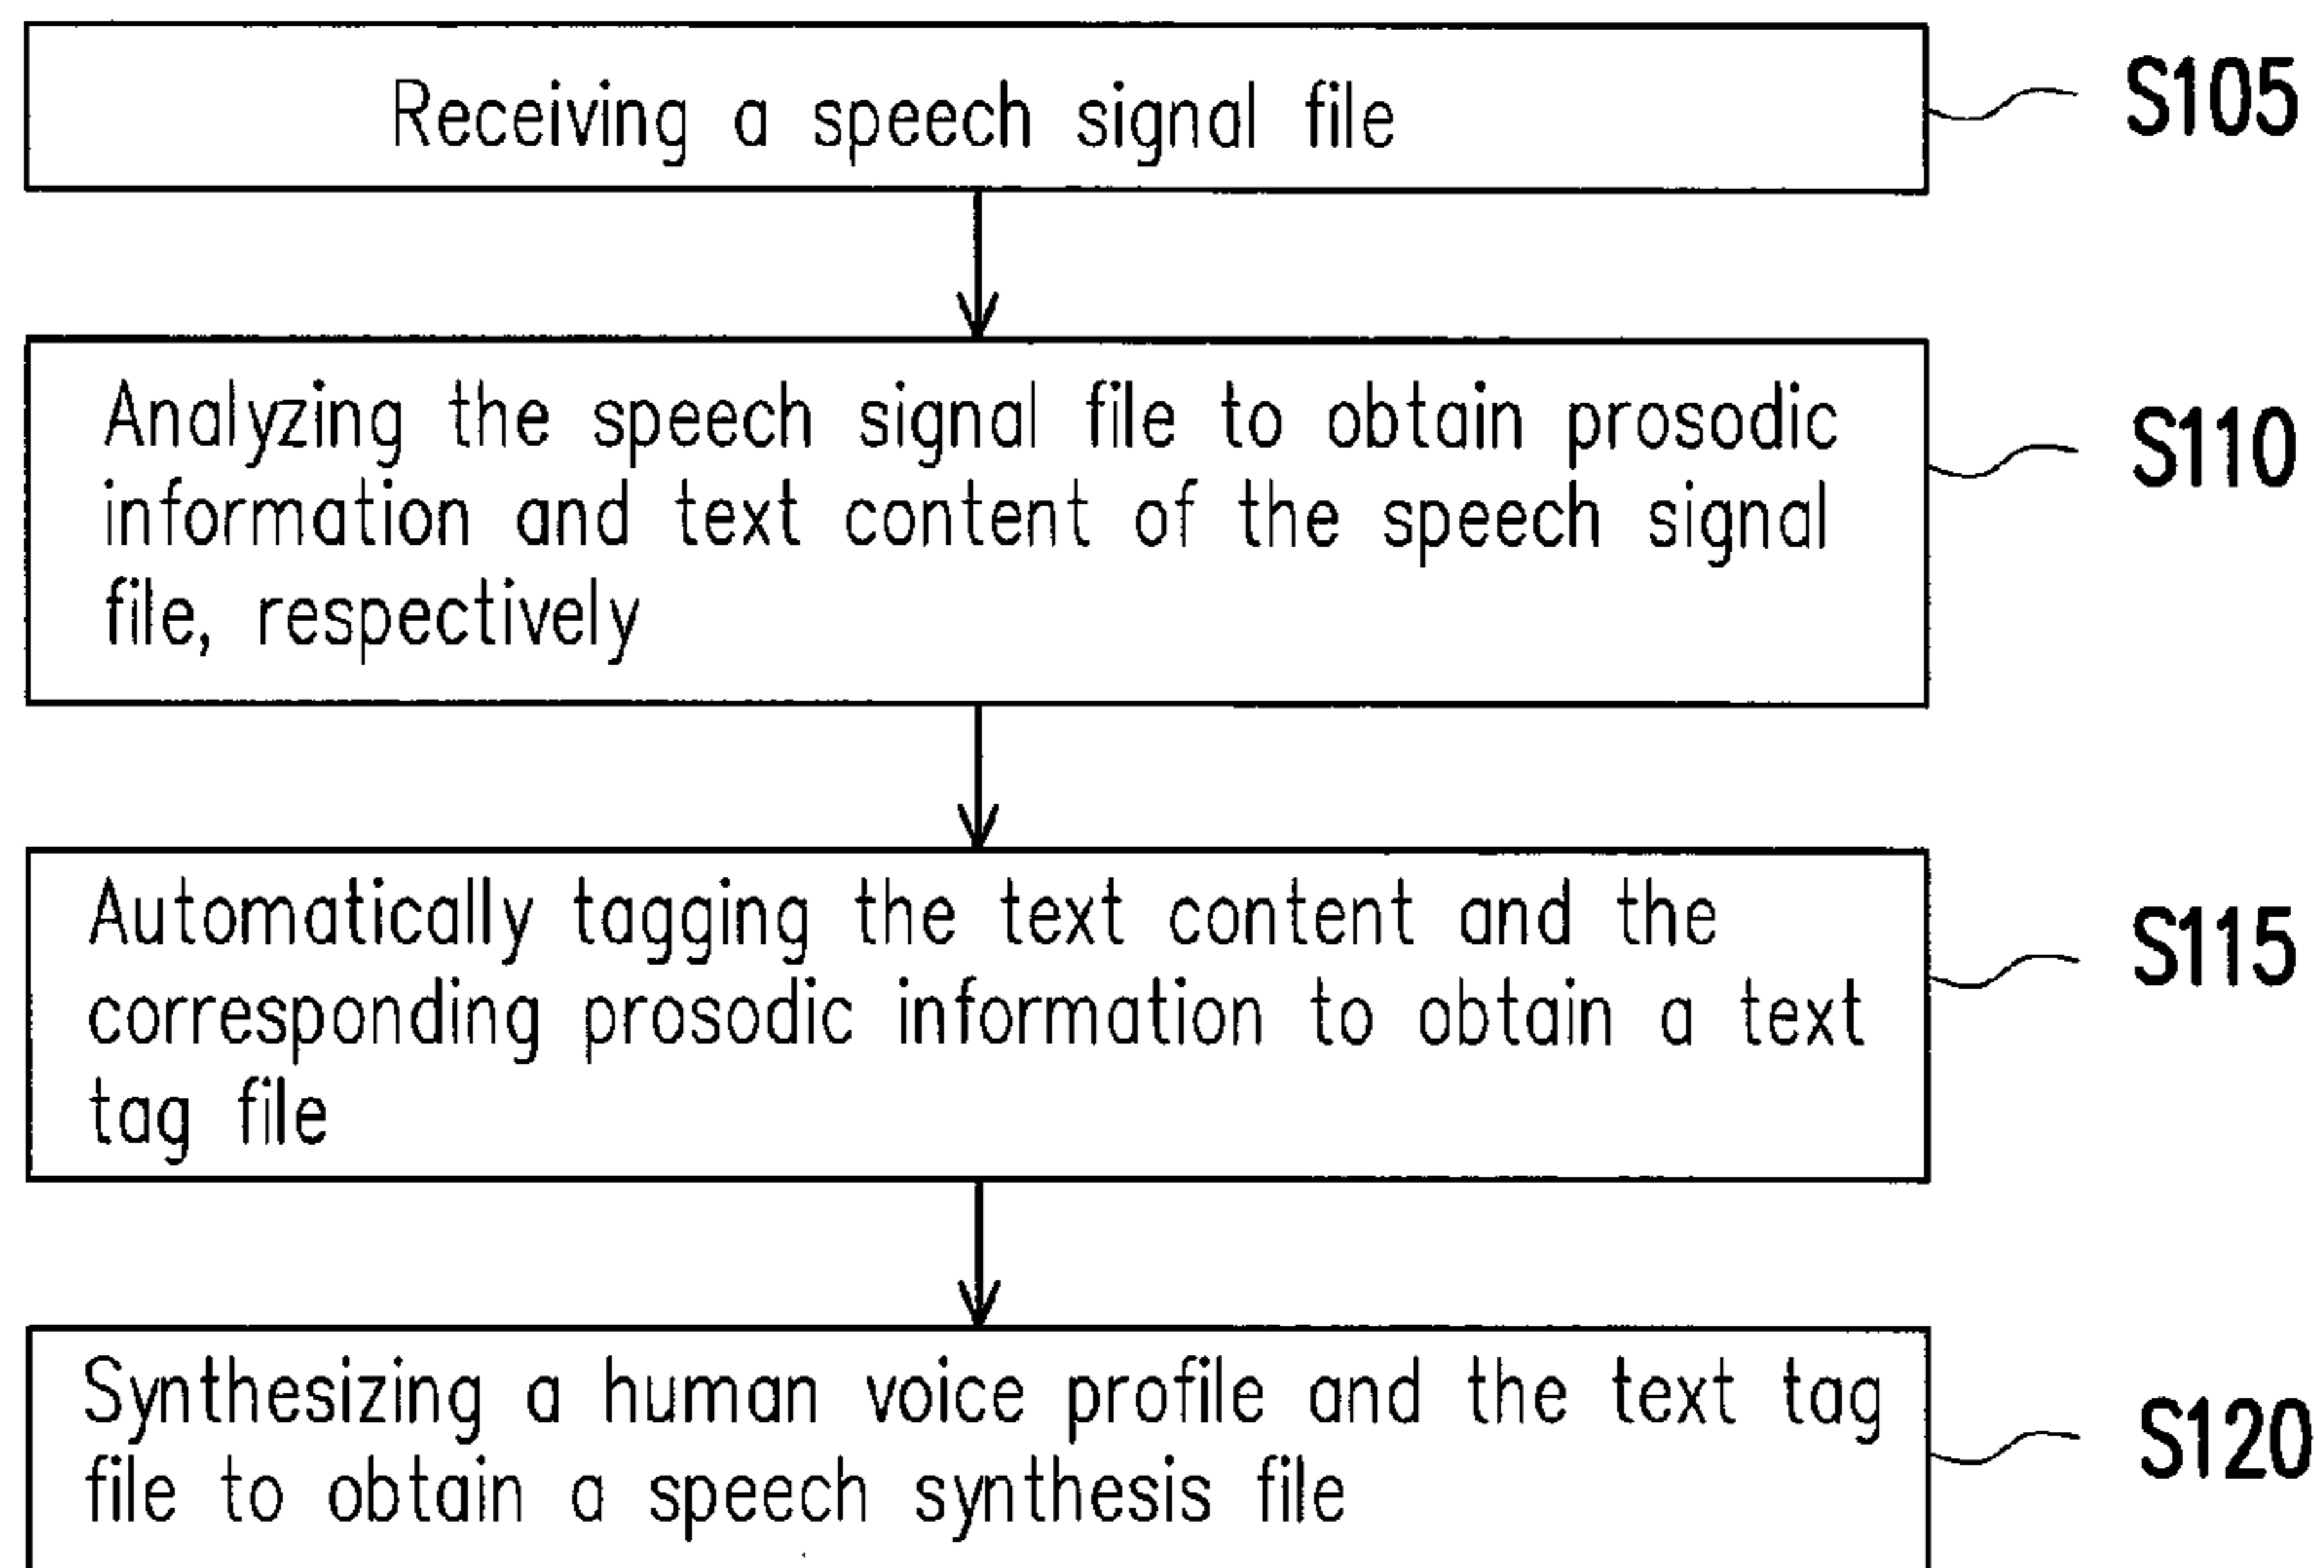 Receiving a speech signal file
S105
Analyzing the speech signal file to obtain prosodic
information and text content of the speech signal
file, respectively
S110
Automatically tagging the text content and the
corresponding prosodic information to obtain a text
tag file
S115
Synthesizing a human voice profile and the text tag
file to obtain a speech synthesis file
S120